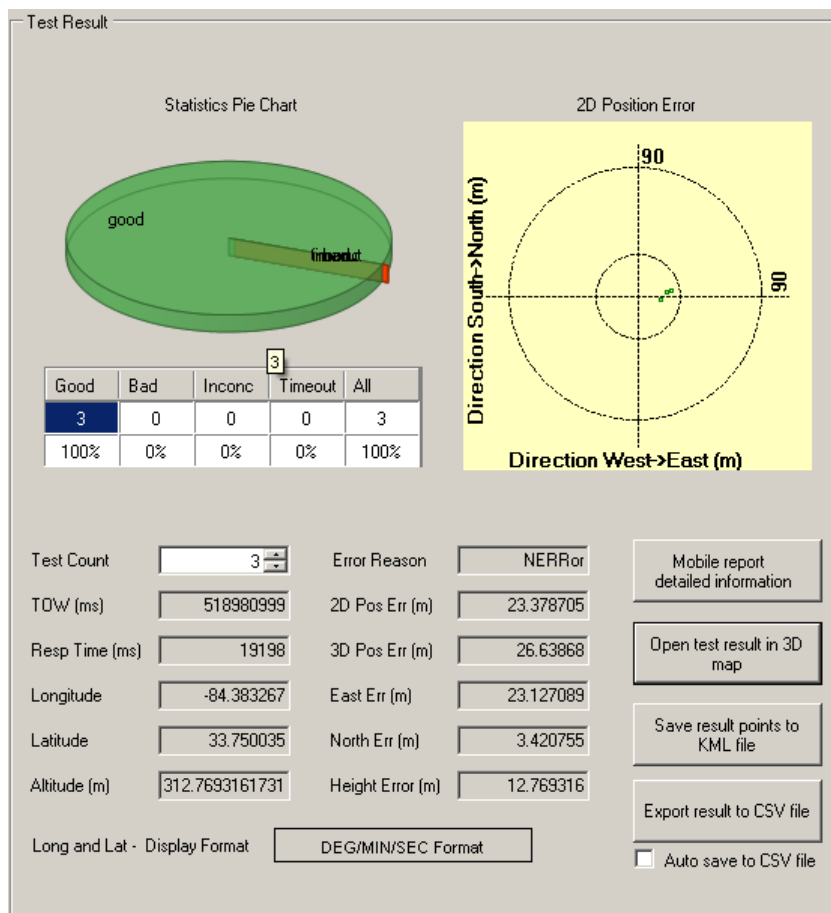 Test Result
Statistics Pie Chart
good
3
Good Bad Inconc Timeout All
3 0 0 0 3
100% 0% 0% 0% 100%
2D Position Error
90
90
Direction South->North (m)
Direction West->East (m)
Test Count 3 Error Reason NERRor
TOW (ms) 518980999 2D Pos Err (m) 23.378705
Resp Time (ms) 19198 3D Pos Err (m) 26.63868
Longitude -84.383267 East Err (m) 23.127089
Latitude 33.750035 North Err (m) 3.420755
Altitude (m) 312.7693161731 Height Error (m) 12.769316
Long and Lat - Display Format DEG/MIN/SEC Format
Mobile report
detailed information
Open test result in 3D
map
Save result points to
KML file
Export result to CSV file
Auto save to CSV file